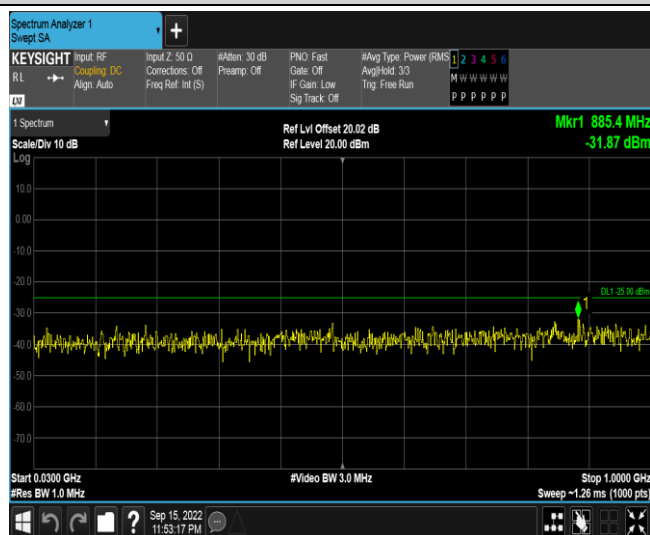 Spectrum Analyzer 1
Swept SA
KEYSIGHT
RL
LXI
Input: RF
Coupling: DC
Align: Auto
Input Z: 50 Ω
Corrections: Off
Freq Ref: Int (S)
#Atten: 30 dB
Preamp: Off
PNO: Fast
Gate: Off
IF Gain: Low
Sig Track: Off
#Avg Type: Power (RMS
Avg|Hold: 3/3
Trig: Free Run
1 2 3 4 5 6
M W W W W W
P P P P P P
1 Spectrum
Scale/Div 10 dB
Ref Lvl Offset 20.02 dB
Ref Level 20.00 dBm
Mkr1 885.4 MHz
-31.87 dBm
Log
10.0
0.00
-10.0
-20.0
DL1 -25.00 dBm
1
-30.0
-40.0
-50.0
-60.0
-70.0
Start 0.0300 GHz
#Video BW 3.0 MHz
Stop 1.0000 GHz
#Res BW 1.0 MHz
Sweep ~1.26 ms (1000 pts)
?
Sep 15, 2022
11:53:17 PM